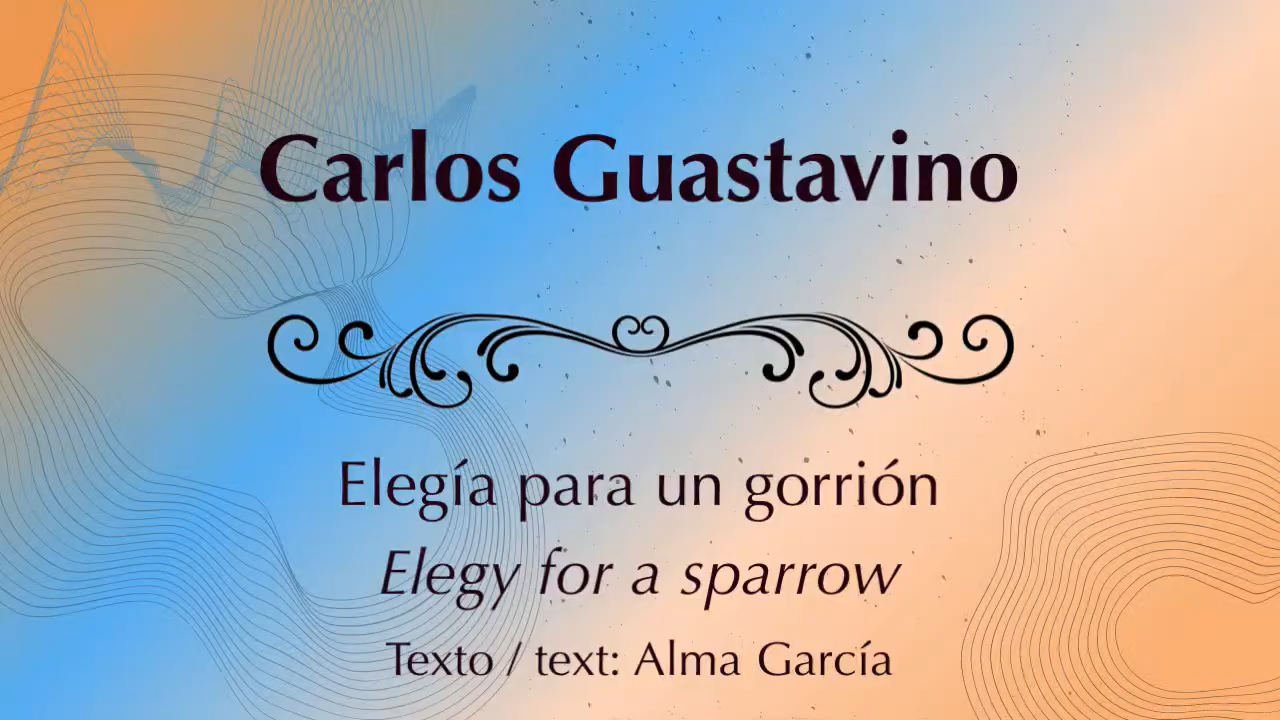 Carlos Guastavino
Elegía para un gorrión
Elegy for a sparrow
Texto / text: Alma García